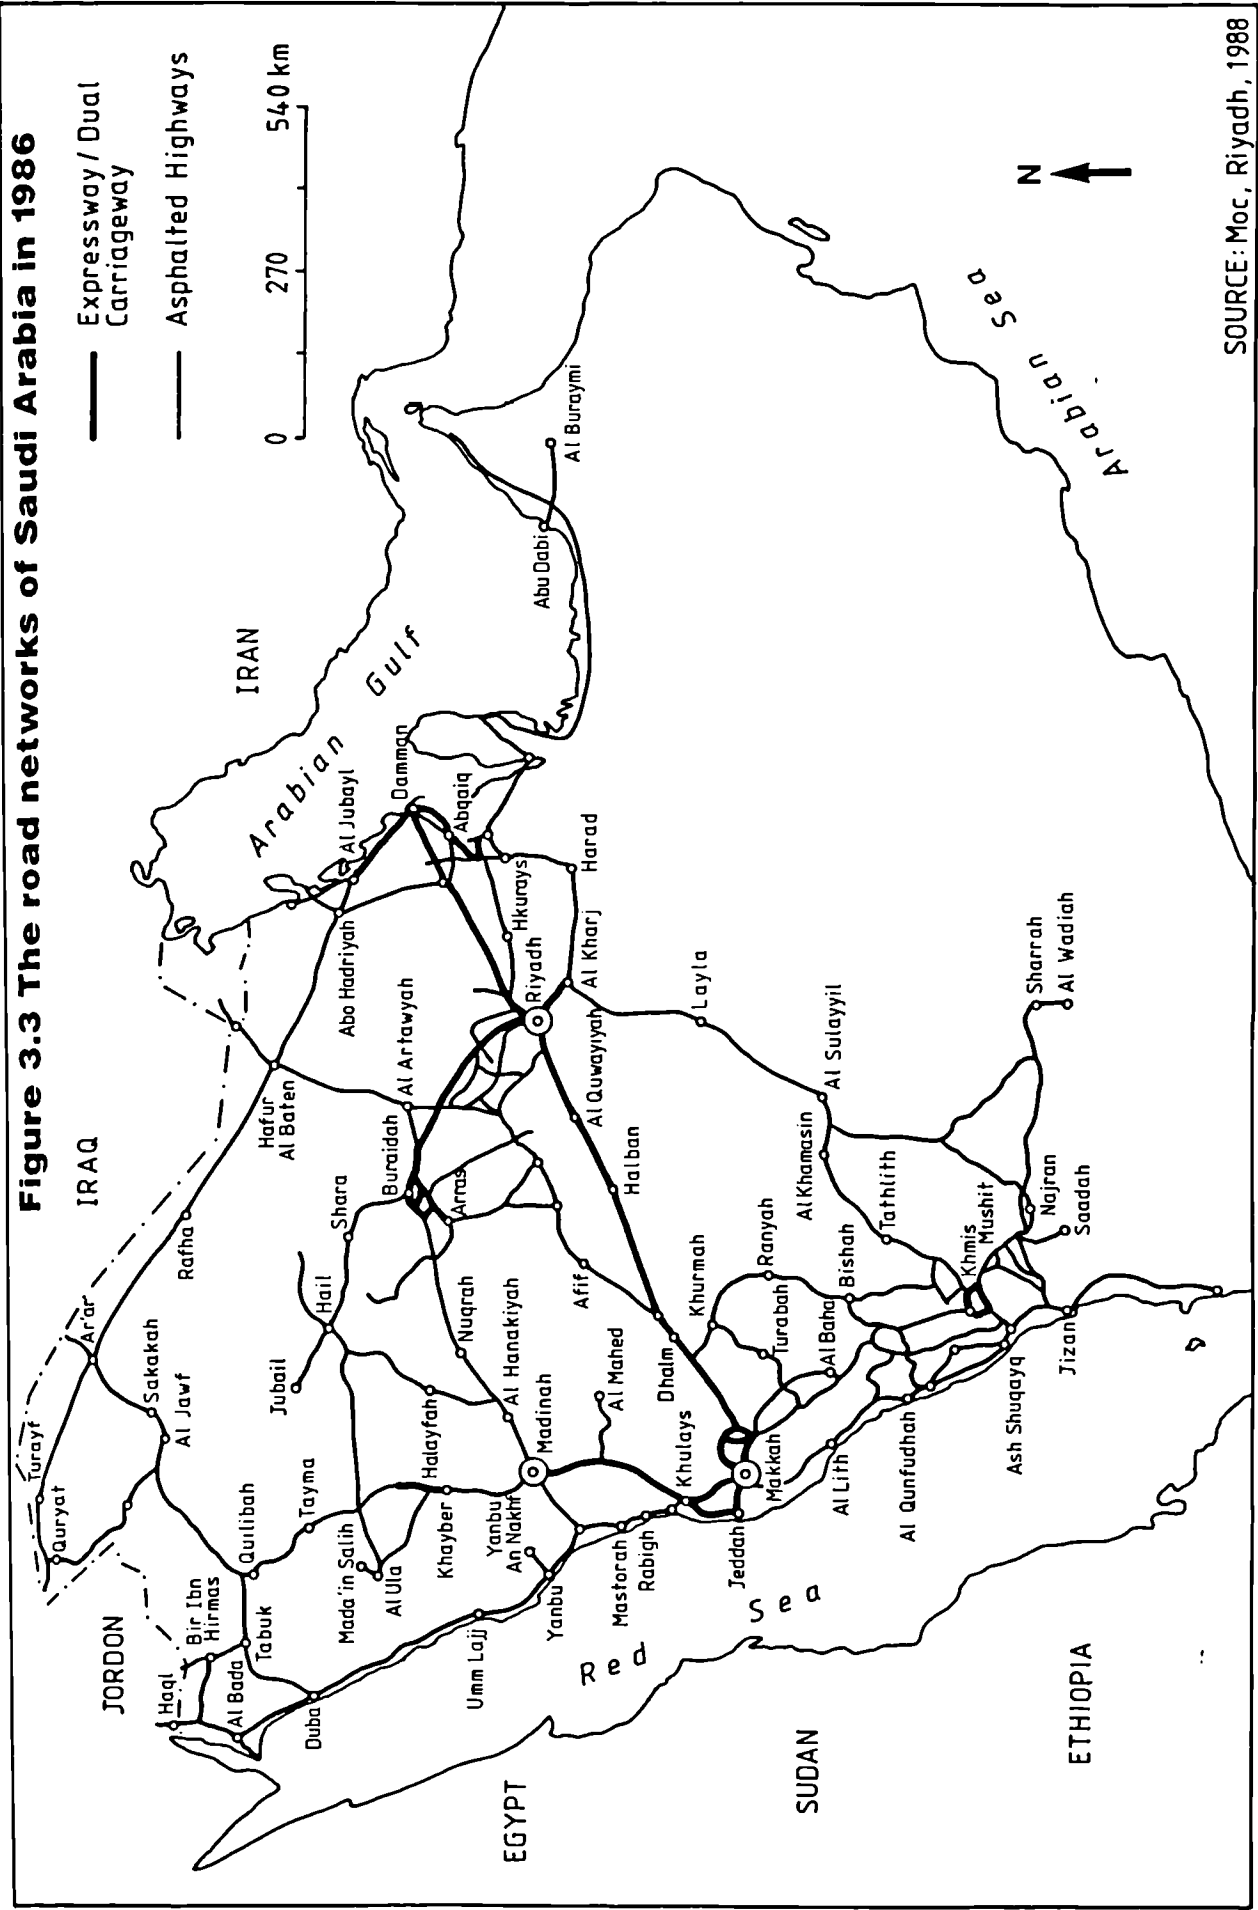 Figure 3.3 The road networks of Saudi Arabia in 1986
Expressway / Dual
Carriageway
Asphalted Highways
0
270
540 km
N
IRAQ
IRAN
JORDON
EGYPT
SUDAN
ETHIOPIA
Arabian Gulf
Arabian Sea
Red Sea
Turayf
Quryat
Ar'ar
Rafha
Sakakah
Al Jawf
Hafur
Al Baten
Haql
Bir Ibn
Hirmas
Al Bada
Tabuk
Qulibah
Tayma
Duba
Jubail
Hail
Shara
Buraidah
Al Artawyah
Abo Hadriyah
Al Jubayl
Damman
Abqaiq
Mada'in Salih
Al Ula
Halayfah
Khayber
Nuqrah
Arras
Al Hanakiyah
Madinah
Umm Lajj
Yanbu
An Nakhf
Yanbu
Mastorah
Rabigh
Al Mahed
Afif
Halban
Al Quwayiyah
Riyadh
Hkurays
Harad
Al Kharj
Layla
Abu Dabi
Al Buraymi
Khulays
Dhalm
Jeddah
Makkah
Khurmah
Ranyah
Turabah
Al Baha
Bishah
Al Khamasin
Al Sulayyil
Tathlith
Al Lith
Al Qunfudhah
Khmis
Mushit
Najran
Saadah
Sharrah
Al Wadiah
Ash Shuqayq
Jizan
SOURCE: Moc, Riyadh, 1988